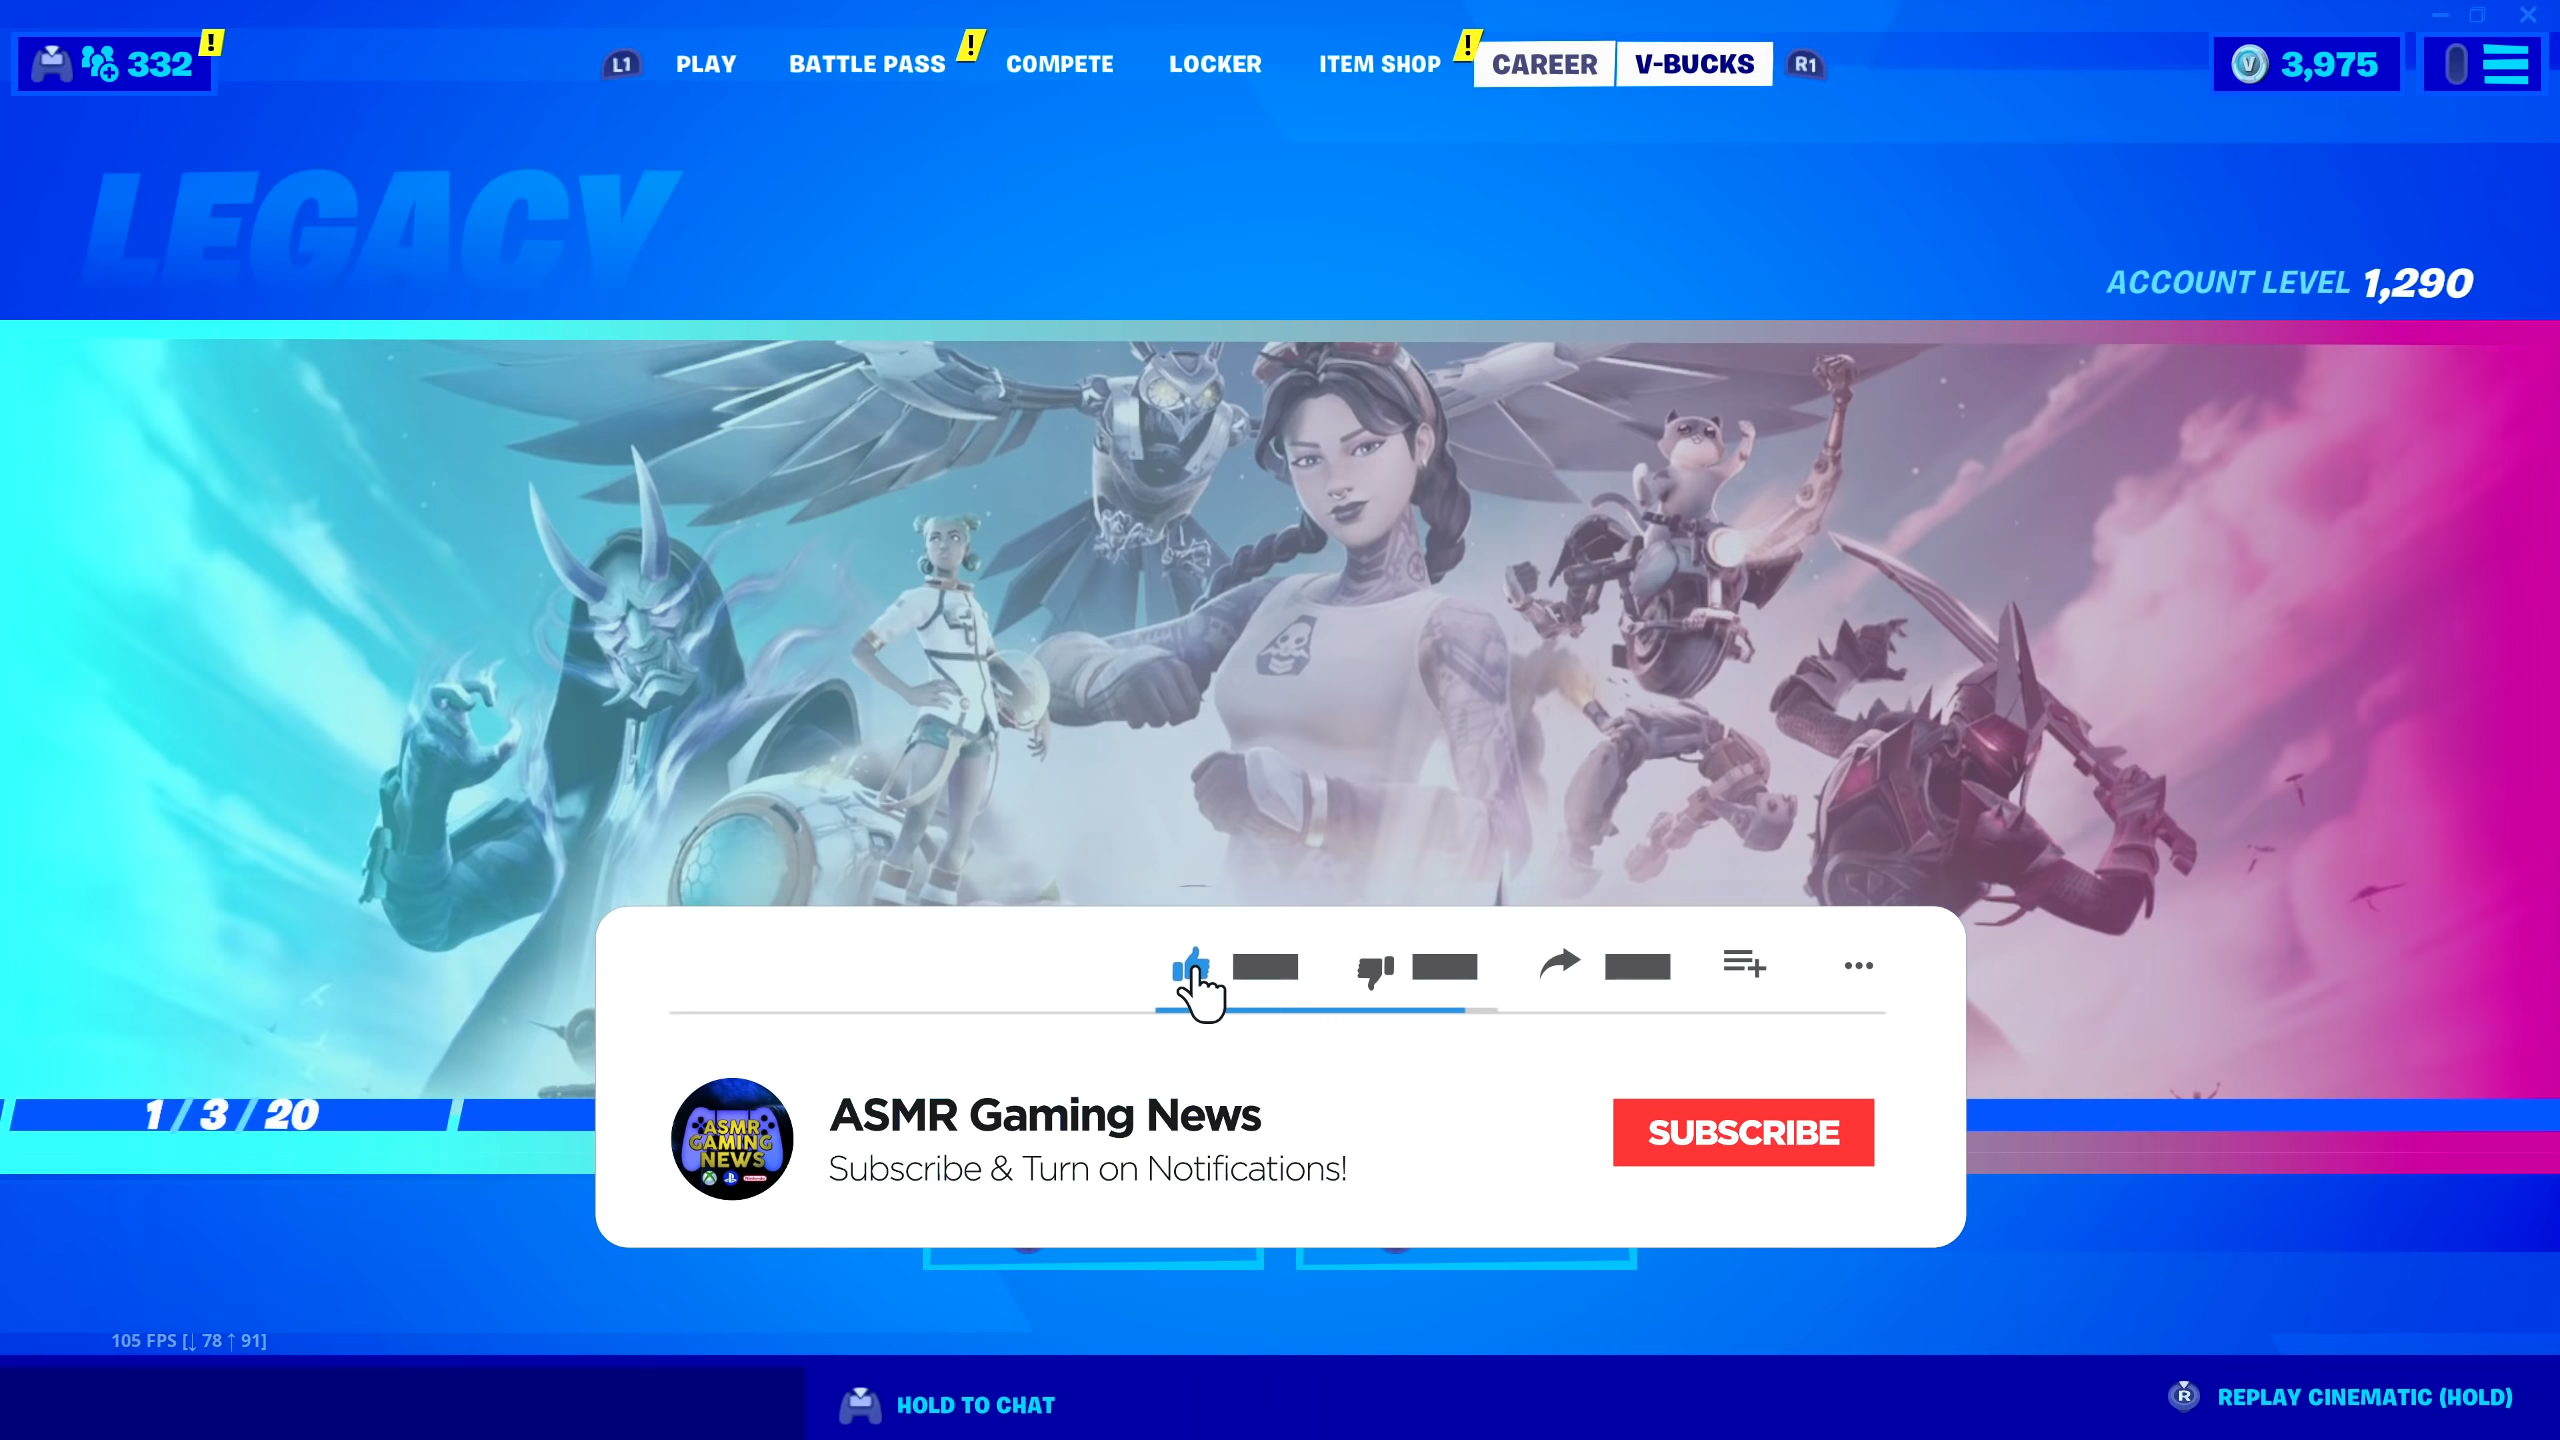 332 !
L1 PLAY BATTLE PASS ! COMPETE LOCKER ITEM SHOP ! CAREER V-BUCKS R1
V 3,975
LEGACY
ACCOUNT LEVEL 1,290
1 / 3 / 20
ASMR Gaming News
Subscribe & Turn on Notifications!
SUBSCRIBE
ASMR
GAMING
NEWS
105 FPS [↓ 78 ↑ 91]
HOLD TO CHAT
R REPLAY CINEMATIC (HOLD)